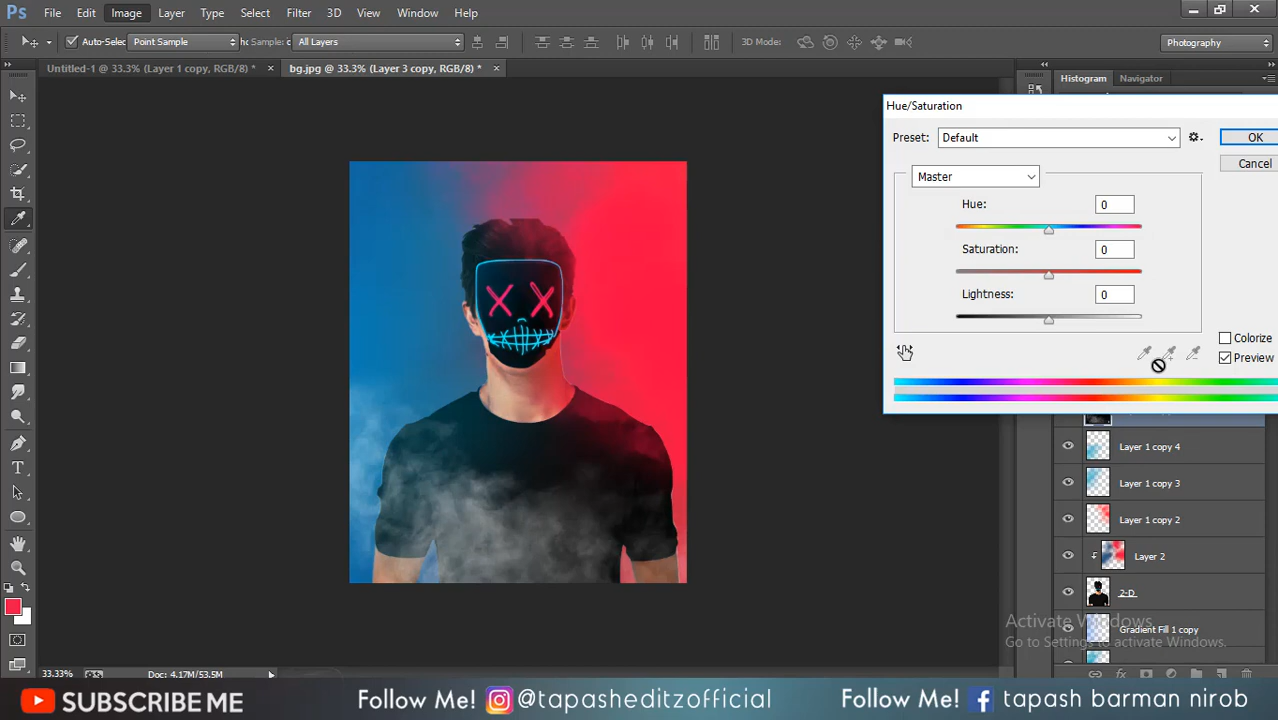 Ps File Edit Image Layer Type Select Filter 3D View Window Help
Auto-Selec Point Sample Sample: All Layers 3D Mode: Photography
Untitled-1 @ 33.3% (Layer 1 copy, RGB/8) * × bg.jpg @ 33.3% (Layer 3 copy, RGB/8) * × Histogram Navigator
Hue/Saturation
Preset: Default OK
Cancel
Master
Hue: 0
Saturation: 0
Lightness: 0
Colorize
Preview
Layer 1 copy 4
Layer 1 copy 3
Layer 1 copy 2
Layer 2
2-D
Gradient Fill 1 copy
Activate Windows
Go to Settings to activate Windows.
33.33% Doc: 4.17M/53.5M
SUBSCRIBE ME Follow Me! @tapasheditzofficial Follow Me! f tapash barman nirob